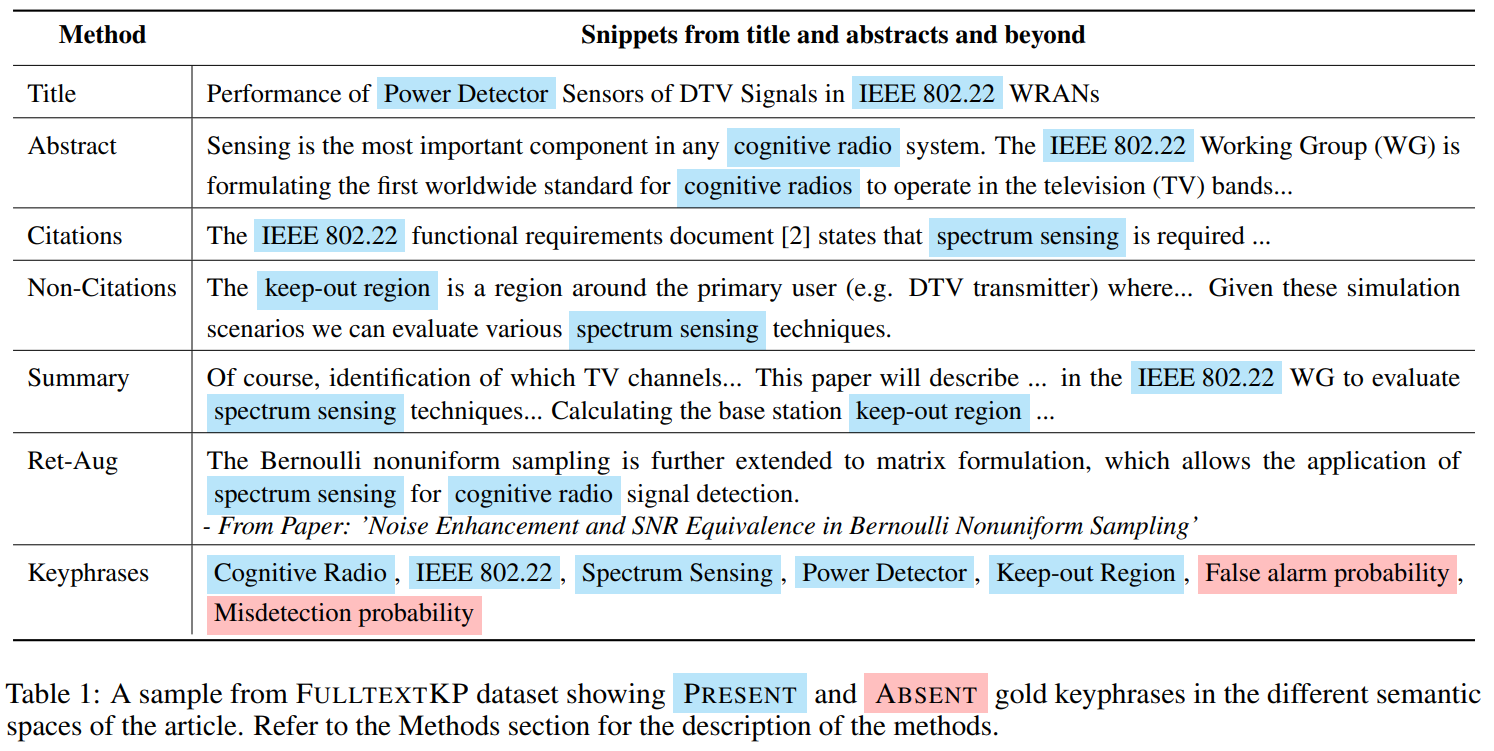 Method Snippets from title and abstracts and beyond
Title Performance of Power Detector Sensors of DTV Signals in IEEE 802.22 WRANs
Abstract Sensing is the most important component in any cognitive radio system. The IEEE 802.22 Working Group (WG) is
formulating the first worldwide standard for cognitive radios to operate in the television (TV) bands...
Citations The IEEE 802.22 functional requirements document [2] states that spectrum sensing is required ...
Non-Citations The keep-out region is a region around the primary user (e.g. DTV transmitter) where... Given these simulation
scenarios we can evaluate various spectrum sensing techniques.
Summary Of course, identification of which TV channels... This paper will describe ... in the IEEE 802.22 WG to evaluate
spectrum sensing techniques... Calculating the base station keep-out region ...
Ret-Aug The Bernoulli nonuniform sampling is further extended to matrix formulation, which allows the application of
spectrum sensing for cognitive radio signal detection.
- From Paper: ’Noise Enhancement and SNR Equivalence in Bernoulli Nonuniform Sampling’
Keyphrases Cognitive Radio , IEEE 802.22 , Spectrum Sensing , Power Detector , Keep-out Region , False alarm probability ,
Misdetection probability
Table 1: A sample from FULLTEXTKP dataset showing PRESENT and ABSENT gold keyphrases in the different semantic
spaces of the article. Refer to the Methods section for the description of the methods.